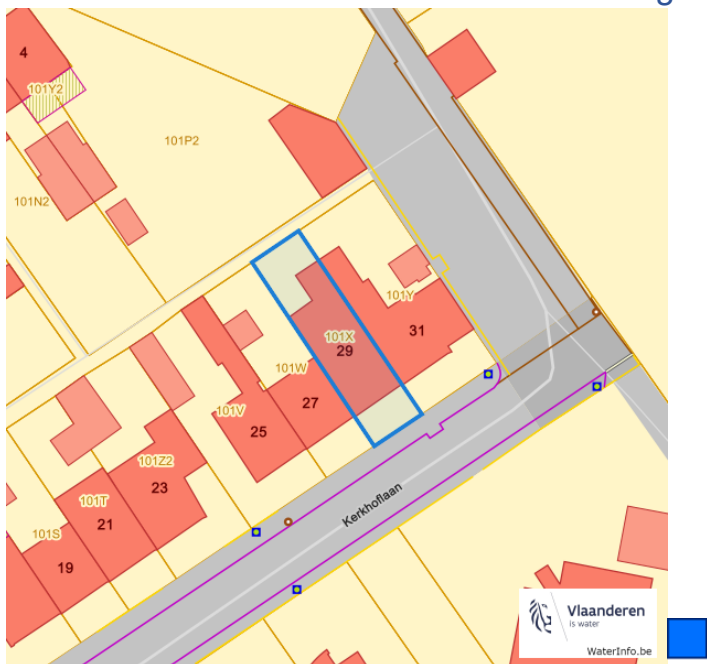 4
101Y2
101P2
101N2
101Y
31
101X
29
101W
27
101V
25
101Z2
23
101T
21
101S
19
Kerkhoflaan
Vlaanderen
is water
WaterInfo.be